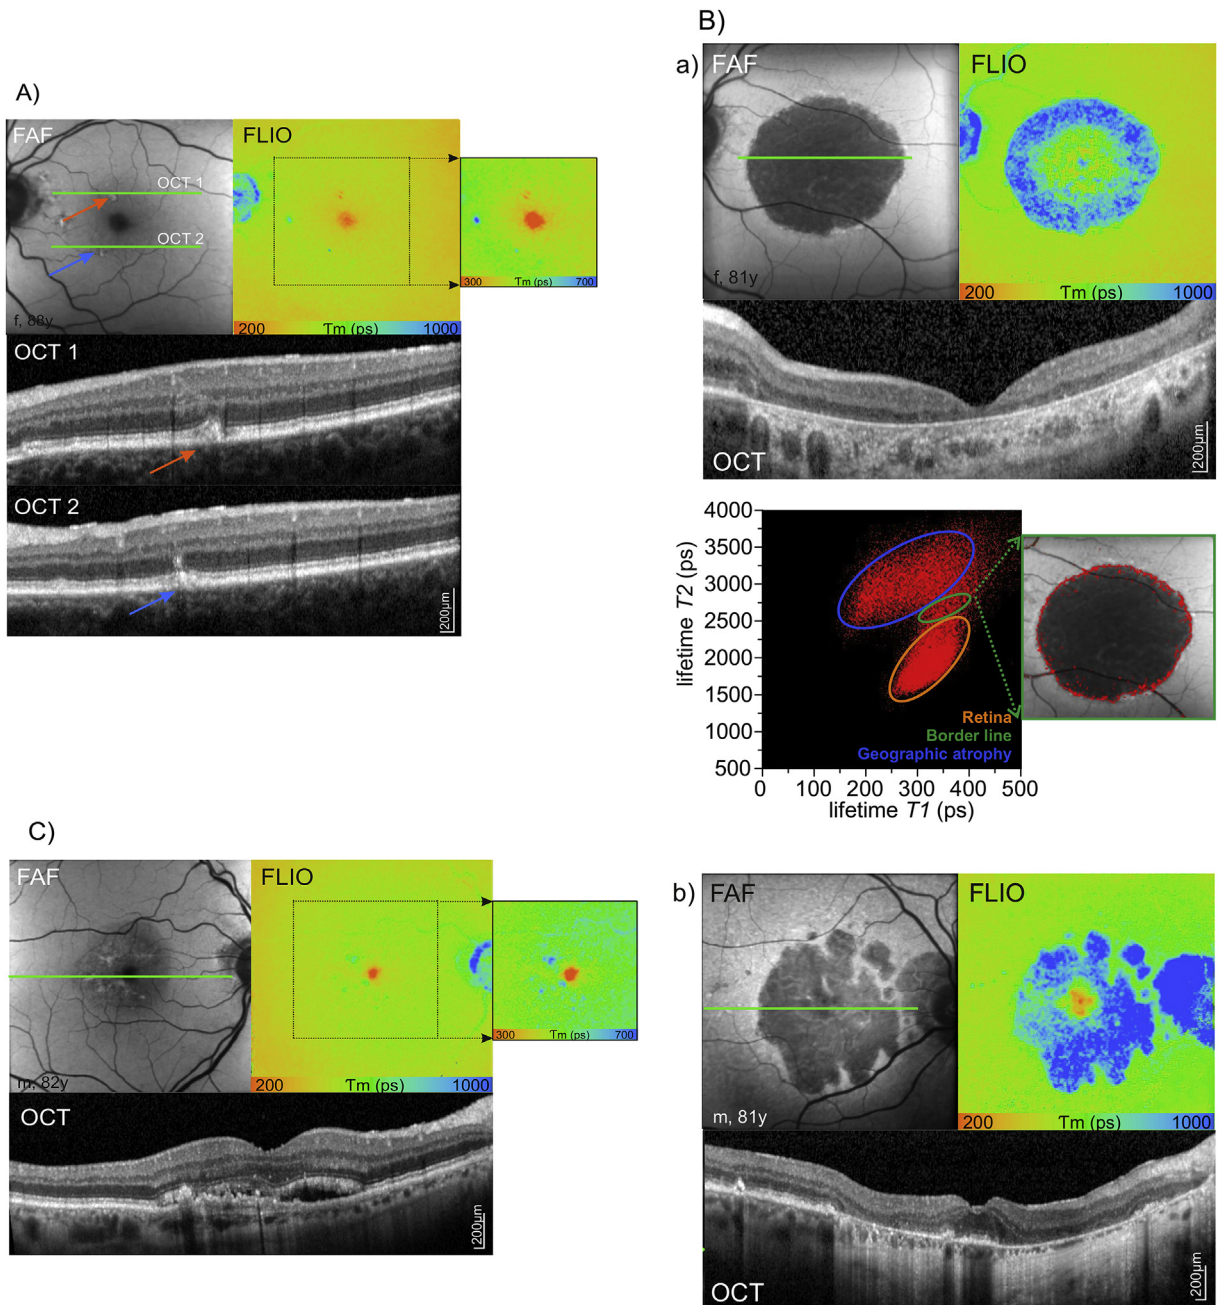 A)
FAF
FLIO
OCT 1
OCT 2
f, 88y
200 Tm (ps) 1000
300 Tm (ps) 700
OCT 1
OCT 2
200µm
B)
a)
FAF
FLIO
f, 81y
200 Tm (ps) 1000
OCT
200µm
lifetime T2 (ps)
4000
3500
3000
2500
2000
1500
1000
500
Retina
Border line
Geographic atrophy
0 100 200 300 400 500
lifetime T1 (ps)
C)
FAF
FLIO
m, 82y
200 Tm (ps) 1000
300 Tm (ps) 700
OCT
200µm
b)
FAF
FLIO
m, 81y
200 Tm (ps) 1000
OCT
200µm